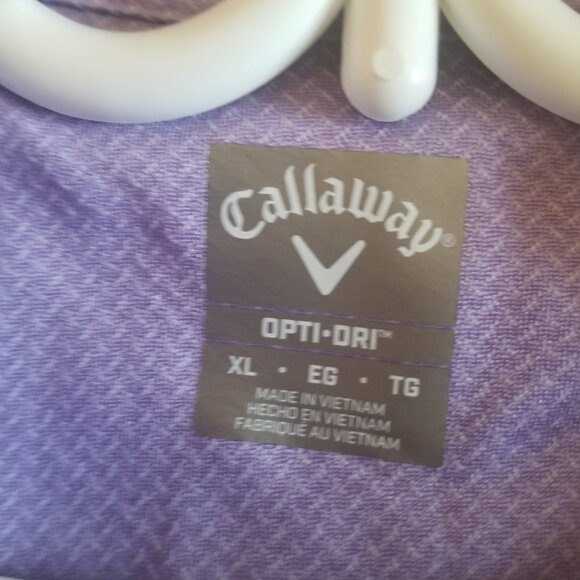 Callaway®
OPTI•DRI™
XL • EG • TG
MADE IN VIETNAM
HECHO EN VIETNAM
FABRIQUÉ AU VIETNAM